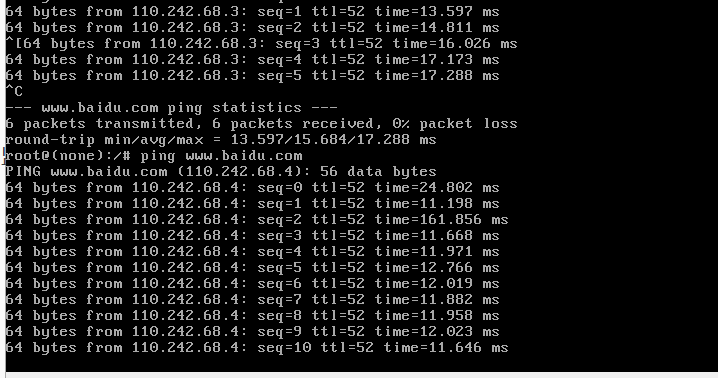 64 bytes from 110.242.68.3: seq=1 ttl=52 time=13.597 ms
64 bytes from 110.242.68.3: seq=2 ttl=52 time=14.811 ms
^[64 bytes from 110.242.68.3: seq=3 ttl=52 time=16.026 ms
64 bytes from 110.242.68.3: seq=4 ttl=52 time=17.173 ms
64 bytes from 110.242.68.3: seq=5 ttl=52 time=17.288 ms
^C
--- www.baidu.com ping statistics ---
6 packets transmitted, 6 packets received, 0% packet loss
round-trip min/avg/max = 13.597/15.684/17.288 ms
root@(none):/# ping www.baidu.com
PING www.baidu.com (110.242.68.4): 56 data bytes
64 bytes from 110.242.68.4: seq=0 ttl=52 time=24.802 ms
64 bytes from 110.242.68.4: seq=1 ttl=52 time=11.198 ms
64 bytes from 110.242.68.4: seq=2 ttl=52 time=161.856 ms
64 bytes from 110.242.68.4: seq=3 ttl=52 time=11.668 ms
64 bytes from 110.242.68.4: seq=4 ttl=52 time=11.971 ms
64 bytes from 110.242.68.4: seq=5 ttl=52 time=12.766 ms
64 bytes from 110.242.68.4: seq=6 ttl=52 time=12.019 ms
64 bytes from 110.242.68.4: seq=7 ttl=52 time=11.882 ms
64 bytes from 110.242.68.4: seq=8 ttl=52 time=11.958 ms
64 bytes from 110.242.68.4: seq=9 ttl=52 time=12.023 ms
64 bytes from 110.242.68.4: seq=10 ttl=52 time=11.646 ms